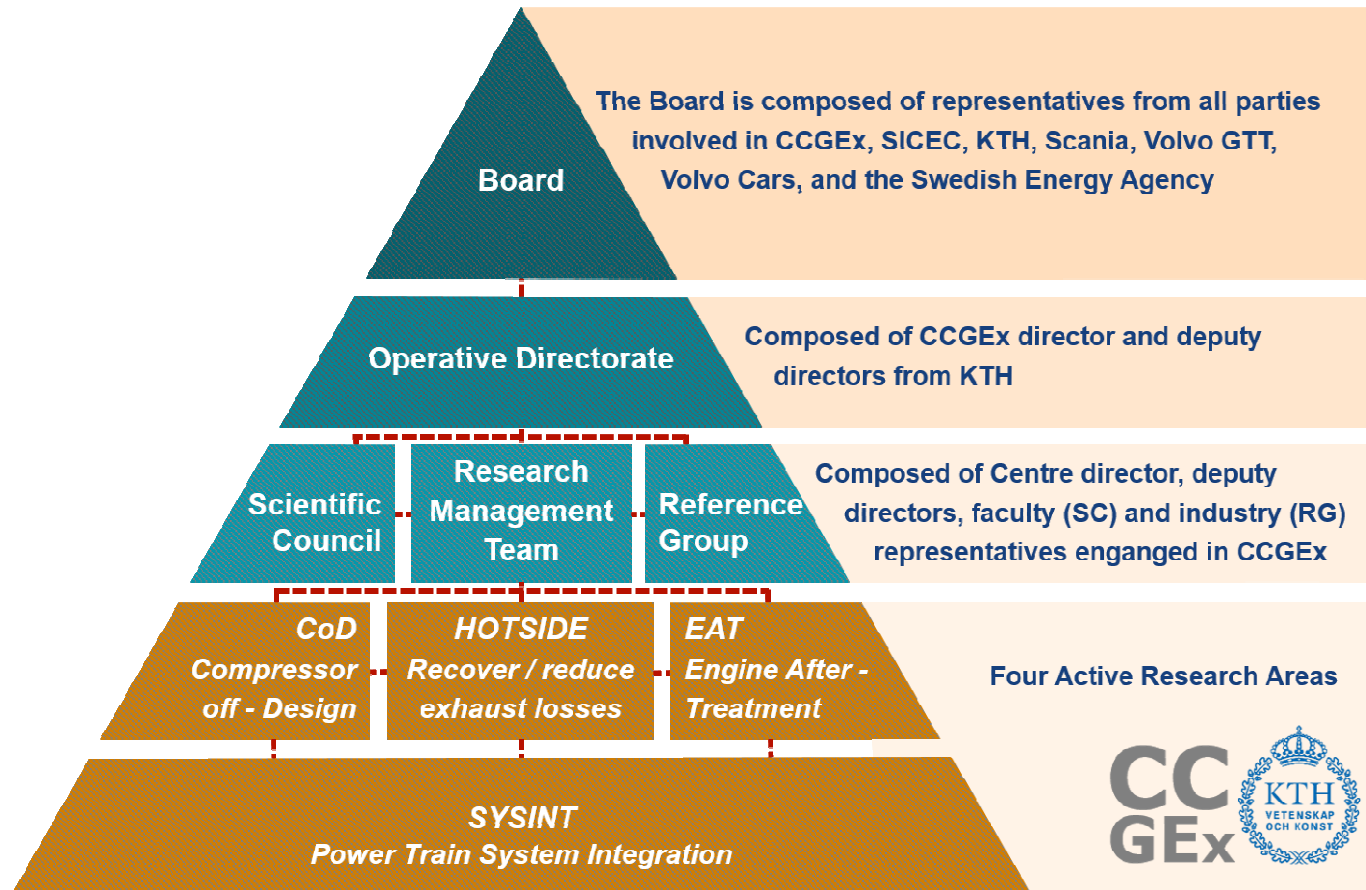 Board
The Board is composed of representatives from all parties
involved in CCGEx, SICEC, KTH, Scania, Volvo GTT,
Volvo Cars, and the Swedish Energy Agency
Operative Directorate
Composed of CCGEx director and deputy
directors from KTH
Scientific
Council
Research
Management
Team
Reference
Group
Composed of Centre director, deputy
directors, faculty (SC) and industry (RG)
representatives enganged in CCGEx
CoD
Compressor
off - Design
HOTSIDE
Recover / reduce
exhaust losses
EAT
Engine After -
Treatment
Four Active Research Areas
SYSINT
Power Train System Integration
CC
GEx
KTH
VETENSKAP
OCH KONST